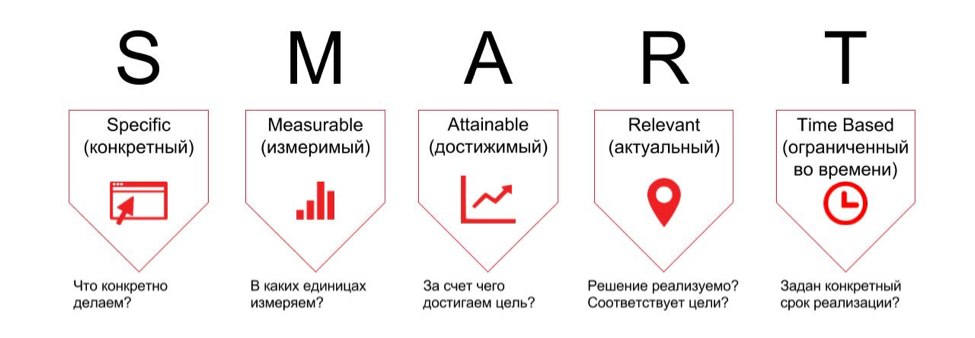 S M A R T
Specific
(конкретный)
Measurable
(измеримый)
Attainable
(достижимый)
Relevant
(актуальный)
Time Based
(ограниченный
во времени)
Что конкретно
делаем?
В каких единицах
измеряем?
За счет чего
достигаем цель?
Решение реализуемо?
Соответствует цели?
Задан конкретный
срок реализации?